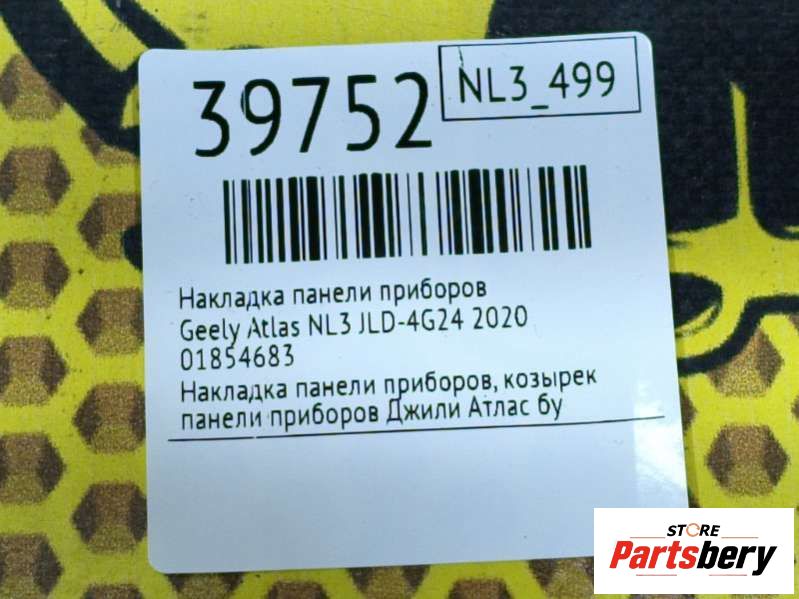 39752
NL3_499
Накладка панели приборов
Geely Atlas NL3 JLD-4G24 2020
01854683
Накладка панели приборов, козырек
панели приборов Джили Атлас бу
STORE
Partsbery